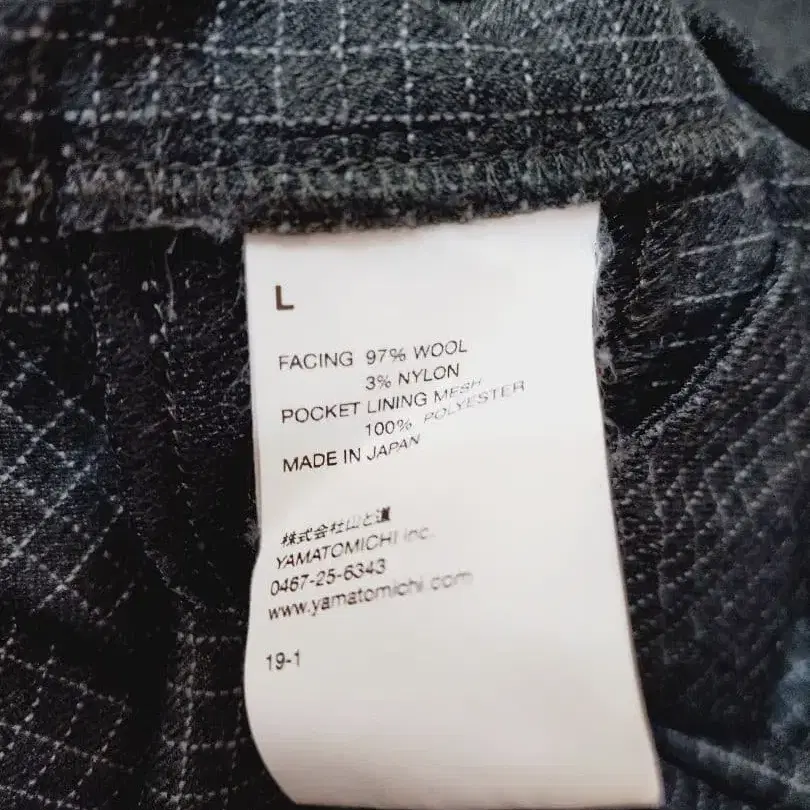 L
FACING 97% WOOL
3% NYLON
POCKET LINING MESH
100% POLYESTER
MADE IN JAPAN
株式会社山と道
YAMATOMICHI inc.
0467-25-6343
www.yamatomichi.com
19-1